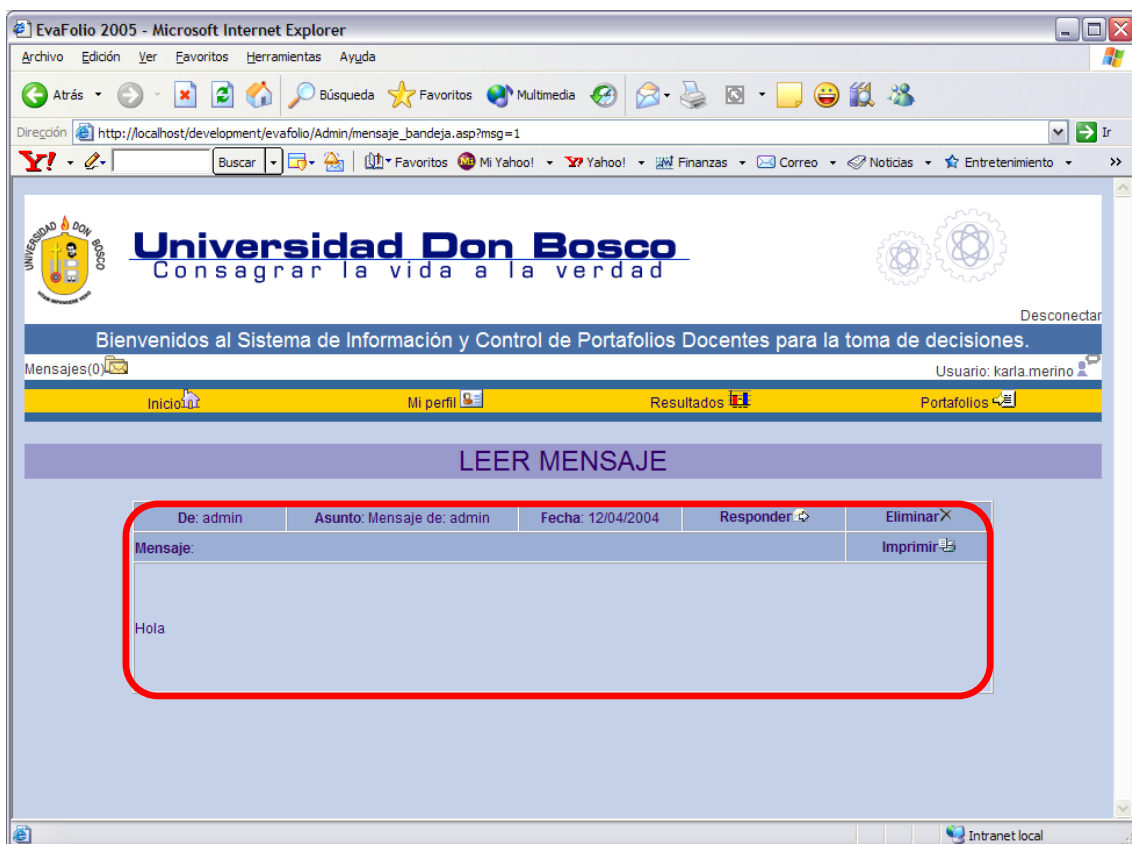 EvaFolio 2005 - Microsoft Internet Explorer
Archivo Edición Ver Favoritos Herramientas Ayuda
Atrás Búsqueda Favoritos Multimedia
Dirección http://localhost/development/evafolio/Admin/mensaje_bandeja.asp?msg=1 Ir
Y! Buscar Favoritos Mi Yahoo! Yahoo! Finanzas Correo Noticias Entretenimiento
UNIVERSIDAD DON BOSCO
Universidad Don Bosco
Consagrar la vida a la verdad
Desconectar
Bienvenidos al Sistema de Información y Control de Portafolios Docentes para la toma de decisiones.
Mensajes(0) Usuario: karla.merino
Inicio Mi perfil Resultados Portafolios
LEER MENSAJE
De: admin Asunto: Mensaje de: admin Fecha: 12/04/2004 Responder Eliminar
Mensaje: Imprimir
Hola
Intranet local